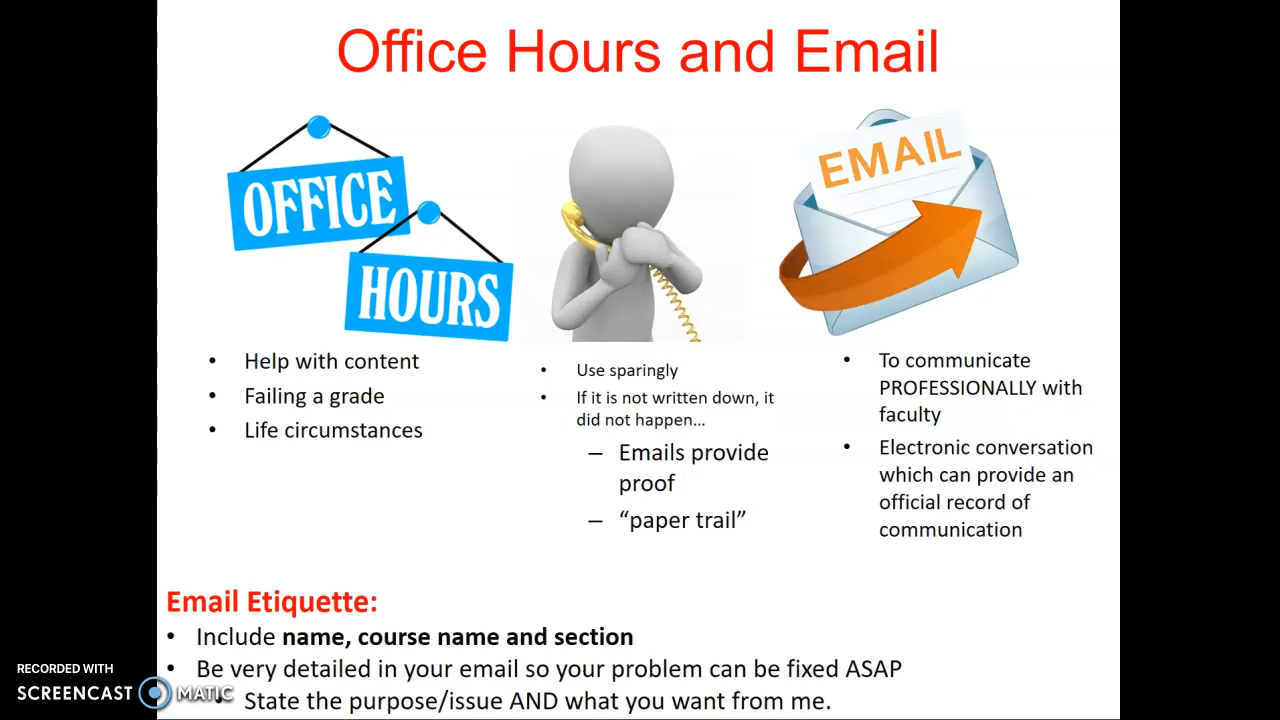 Office Hours and Email
OFFICE
HOURS
EMAIL
• Help with content
• Failing a grade
• Life circumstances
• Use sparingly
• If it is not written down, it
did not happen…
– Emails provide
proof
– “paper trail”
• To communicate
PROFESSIONALLY with
faculty
• Electronic conversation
which can provide an
official record of
communication
Email Etiquette:
• Include name, course name and section
• Be very detailed in your email so your problem can be fixed ASAP
• State the purpose/issue AND what you want from me.
RECORDED WITH
SCREENCAST MATIC